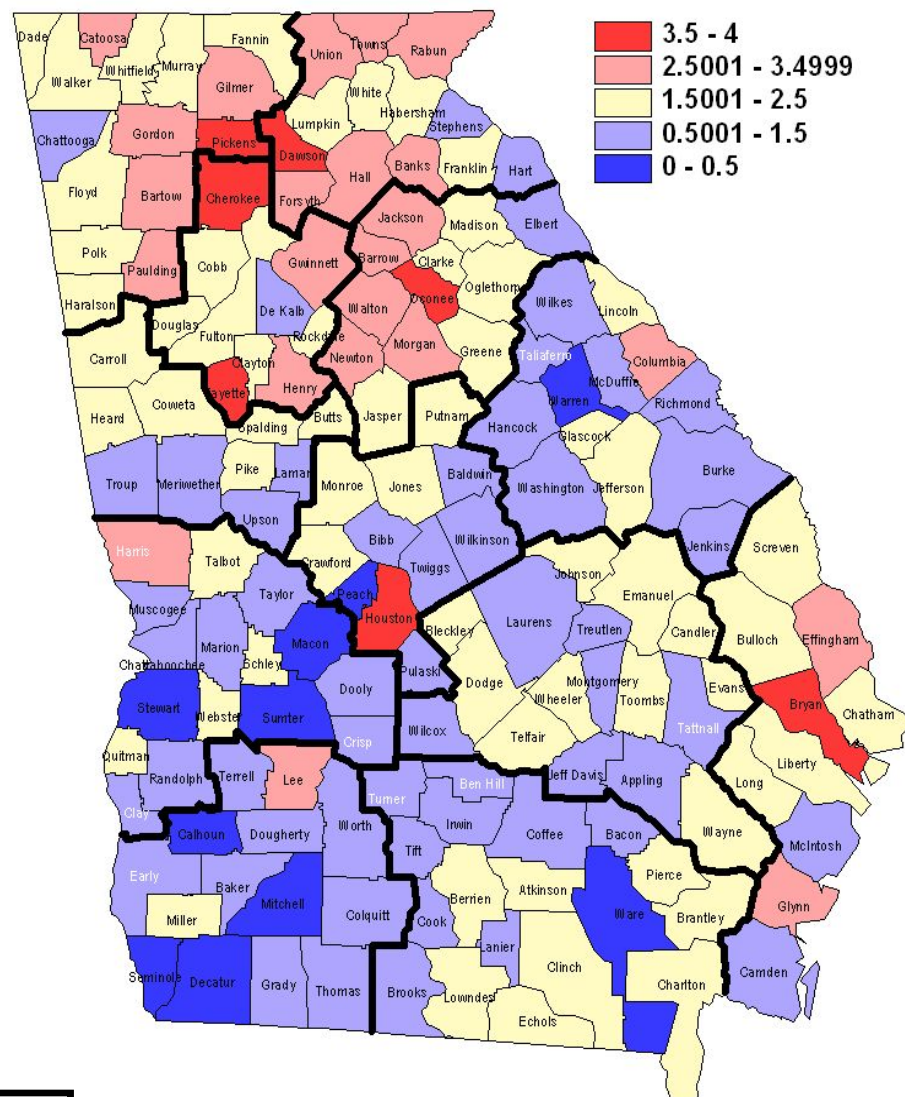 3.5 - 4
2.5001 - 3.4999
1.5001 - 2.5
0.5001 - 1.5
0 - 0.5
Dade
Catoosa
Fannin
Union
Towns
Rabun
Walker
Whitfield
Murray
Gilmer
White
Habersham
Lumpkin
Stephens
Chattooga
Gordon
Pickens
Dawson
Banks
Franklin
Hart
Floyd
Bartow
Cherokee
Forsyth
Hall
Jackson
Madison
Elbert
Polk
Paulding
Cobb
Gwinnett
Barrow
Clarke
Oglethorp
Haralson
Douglas
Fulton
De Kalb
Rockdale
Walton
Oconee
Wilkes
Lincoln
Carroll
Clayton
Newton
Morgan
Greene
Taliaferro
Columbia
McDuffie
Heard
Coweta
Fayette
Henry
Butts
Jasper
Putnam
Warren
Richmond
Spalding
Hancock
Glascock
Troup
Meriwether
Pike
Lamar
Monroe
Jones
Baldwin
Washington
Jefferson
Burke
Upson
Harris
Talbot
Crawford
Bibb
Twiggs
Wilkinson
Jenkins
Screven
Muscogee
Taylor
Peach
Houston
Johnson
Emanuel
Effingham
Marion
Macon
Bleckley
Laurens
Treutlen
Candler
Bulloch
Chattahoochee
Schley
Dooly
Pulaski
Dodge
Wheeler
Montgomery
Toombs
Evans
Bryan
Chatham
Stewart
Webster
Sumter
Crisp
Wilcox
Telfair
Tattnall
Quitman
Randolph
Terrell
Lee
Turner
Ben Hill
Jeff Davis
Appling
Long
Liberty
Clay
Calhoun
Dougherty
Worth
Tift
Irwin
Coffee
Bacon
Wayne
McIntosh
Early
Baker
Mitchell
Colquitt
Cook
Berrien
Atkinson
Ware
Pierce
Brantley
Glynn
Miller
Lanier
Clinch
Charlton
Camden
Seminole
Decatur
Grady
Thomas
Brooks
Lowndes
Echols